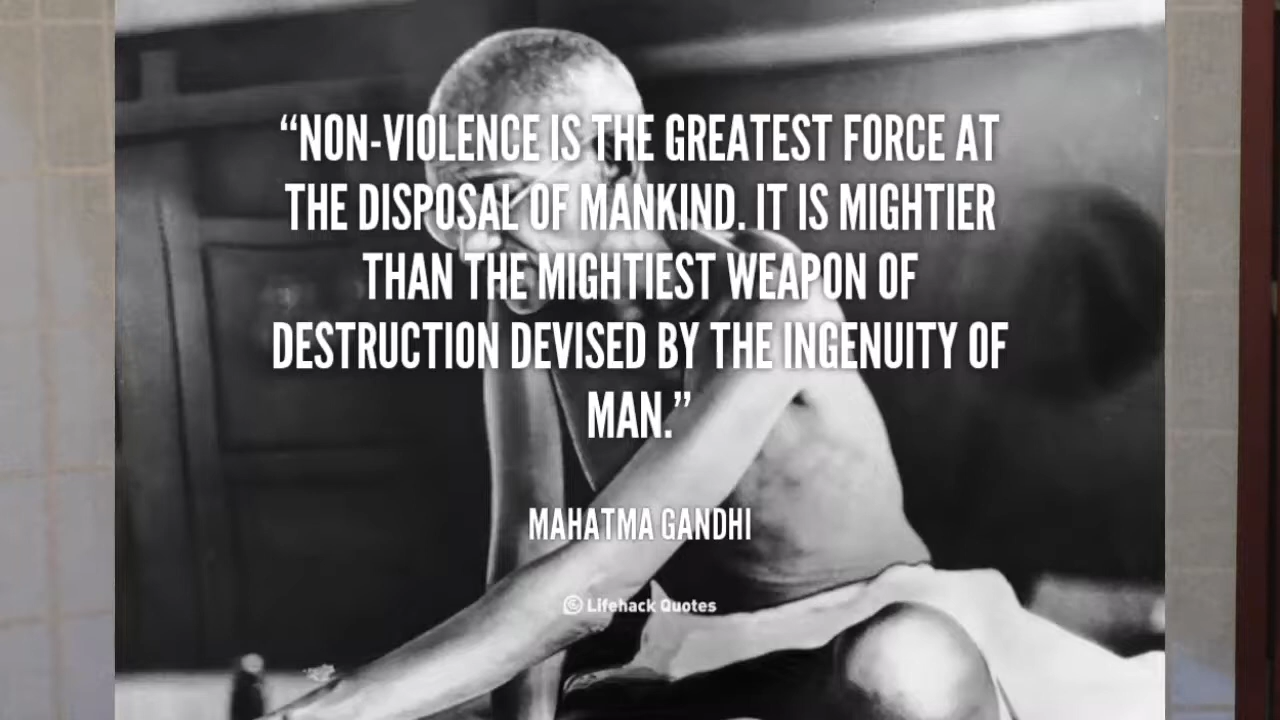 “NON-VIOLENCE IS THE GREATEST FORCE AT
THE DISPOSAL OF MANKIND. IT IS MIGHTIER
THAN THE MIGHTIEST WEAPON OF
DESTRUCTION DEVISED BY THE INGENUITY OF
MAN.”
MAHATMA GANDHI
Lifehack Quotes